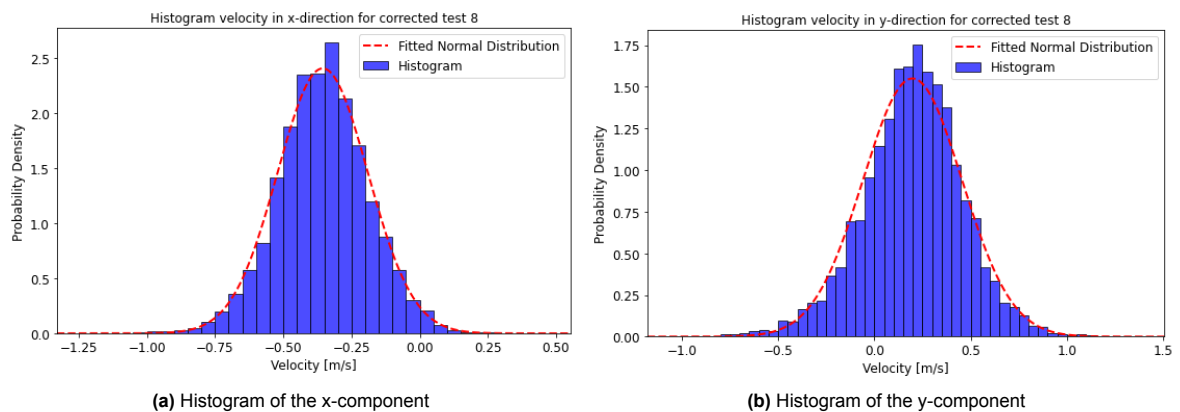 Histogram velocity in x-direction for corrected test 8
Fitted Normal Distribution
Histogram
Probability Density
2.5
2.0
1.5
1.0
0.5
0.0
−1.25 −1.00 −0.75 −0.50 −0.25 0.00 0.25 0.50
Velocity [m/s]
(a) Histogram of the x-component
Histogram velocity in y-direction for corrected test 8
Fitted Normal Distribution
Histogram
Probability Density
1.75
1.50
1.25
1.00
0.75
0.50
0.25
0.00
−1.0 −0.5 0.0 0.5 1.0 1.5
Velocity [m/s]
(b) Histogram of the y-component